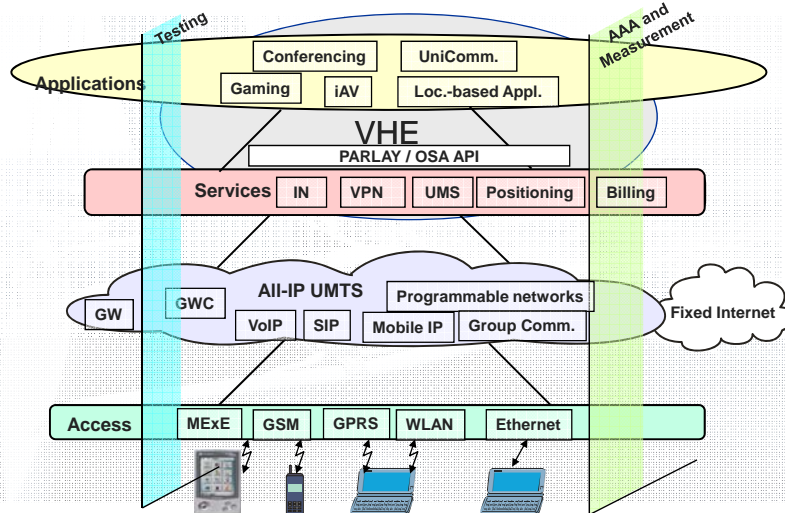 Testing
AAA and
Measurement
Conferencing
UniComm.
Applications
Gaming
iAV
Loc.-based Appl.
VHE
PARLAY / OSA API
Services
IN
VPN
UMS
Positioning
Billing
All-IP UMTS
Programmable networks
GWC
GW
Fixed Internet
VoIP
SIP
Mobile IP
Group Comm.
Access
MExE
GSM
GPRS
WLAN
Ethernet